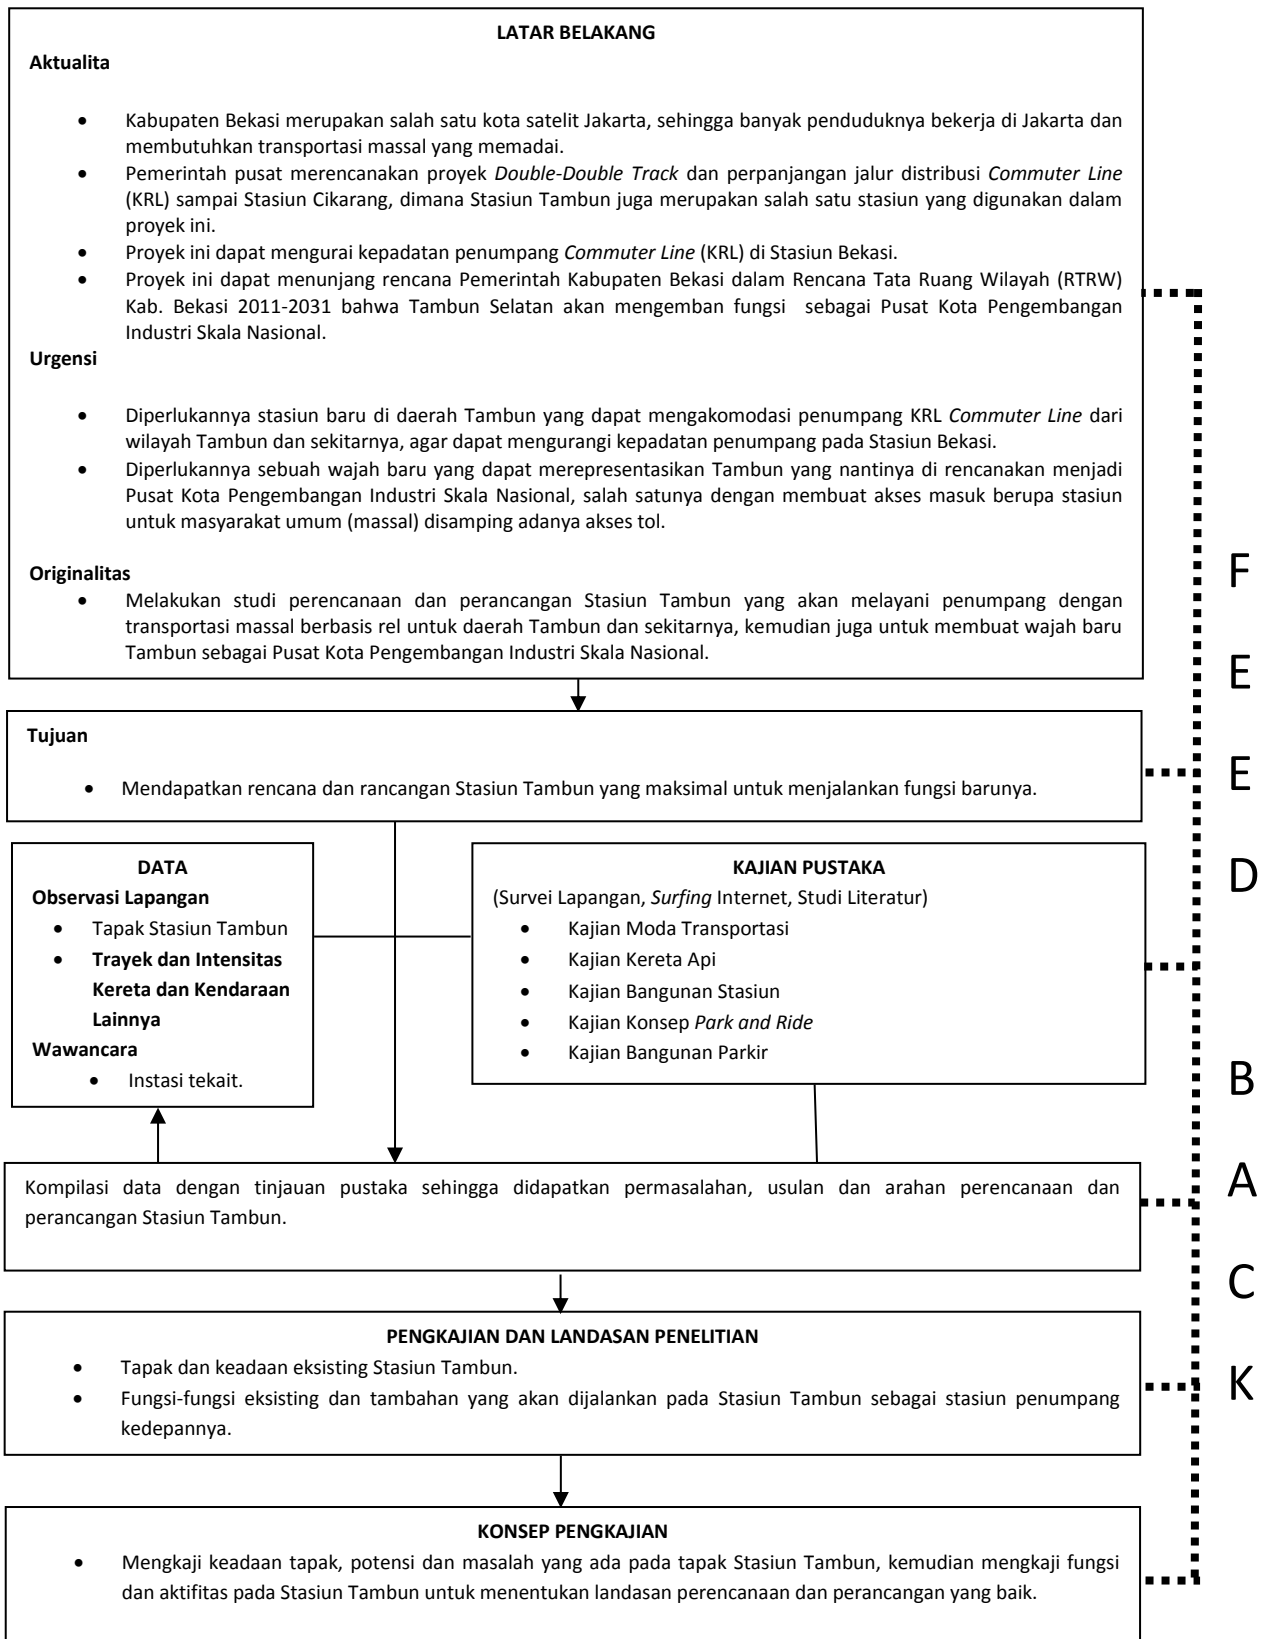 LATAR BELAKANG
Aktualita
• Kabupaten Bekasi merupakan salah satu kota satelit Jakarta, sehingga banyak penduduknya bekerja di Jakarta dan
membutuhkan transportasi massal yang memadai.
• Pemerintah pusat merencanakan proyek Double-Double Track dan perpanjangan jalur distribusi Commuter Line
(KRL) sampai Stasiun Cikarang, dimana Stasiun Tambun juga merupakan salah satu stasiun yang digunakan dalam
proyek ini.
• Proyek ini dapat mengurai kepadatan penumpang Commuter Line (KRL) di Stasiun Bekasi.
• Proyek ini dapat menunjang rencana Pemerintah Kabupaten Bekasi dalam Rencana Tata Ruang Wilayah (RTRW)
Kab. Bekasi 2011-2031 bahwa Tambun Selatan akan mengemban fungsi sebagai Pusat Kota Pengembangan
Industri Skala Nasional.
Urgensi
• Diperlukannya stasiun baru di daerah Tambun yang dapat mengakomodasi penumpang KRL Commuter Line dari
wilayah Tambun dan sekitarnya, agar dapat mengurangi kepadatan penumpang pada Stasiun Bekasi.
• Diperlukannya sebuah wajah baru yang dapat merepresentasikan Tambun yang nantinya di rencanakan menjadi
Pusat Kota Pengembangan Industri Skala Nasional, salah satunya dengan membuat akses masuk berupa stasiun
untuk masyarakat umum (massal) disamping adanya akses tol.
Originalitas
• Melakukan studi perencanaan dan perancangan Stasiun Tambun yang akan melayani penumpang dengan
transportasi massal berbasis rel untuk daerah Tambun dan sekitarnya, kemudian juga untuk membuat wajah baru
Tambun sebagai Pusat Kota Pengembangan Industri Skala Nasional.
Tujuan
• Mendapatkan rencana dan rancangan Stasiun Tambun yang maksimal untuk menjalankan fungsi barunya.
DATA
Observasi Lapangan
• Tapak Stasiun Tambun
• Trayek dan Intensitas
Kereta dan Kendaraan
Lainnya
Wawancara
• Instasi tekait.
KAJIAN PUSTAKA
(Survei Lapangan, Surfing Internet, Studi Literatur)
• Kajian Moda Transportasi
• Kajian Kereta Api
• Kajian Bangunan Stasiun
• Kajian Konsep Park and Ride
• Kajian Bangunan Parkir
Kompilasi data dengan tinjauan pustaka sehingga didapatkan permasalahan, usulan dan arahan perencanaan dan
perancangan Stasiun Tambun.
PENGKAJIAN DAN LANDASAN PENELITIAN
• Tapak dan keadaan eksisting Stasiun Tambun.
• Fungsi-fungsi eksisting dan tambahan yang akan dijalankan pada Stasiun Tambun sebagai stasiun penumpang
kedepannya.
KONSEP PENGKAJIAN
• Mengkaji keadaan tapak, potensi dan masalah yang ada pada tapak Stasiun Tambun, kemudian mengkaji fungsi
dan aktifitas pada Stasiun Tambun untuk menentukan landasan perencanaan dan perancangan yang baik.
F
E
E
D
B
A
C
K